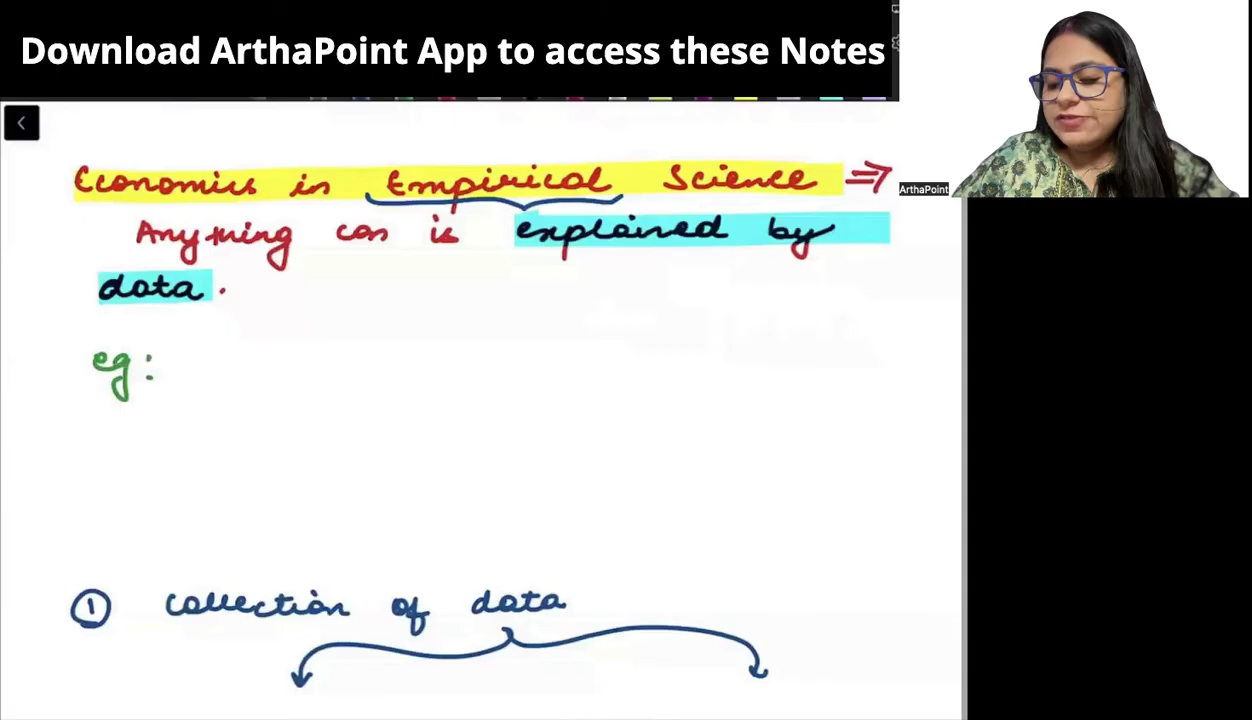 Download ArthaPoint App to access these Notes
ArthaPoint
Economics in Empirical Science ⇒
Anything can is explained by
data.
eg:
① collection of data